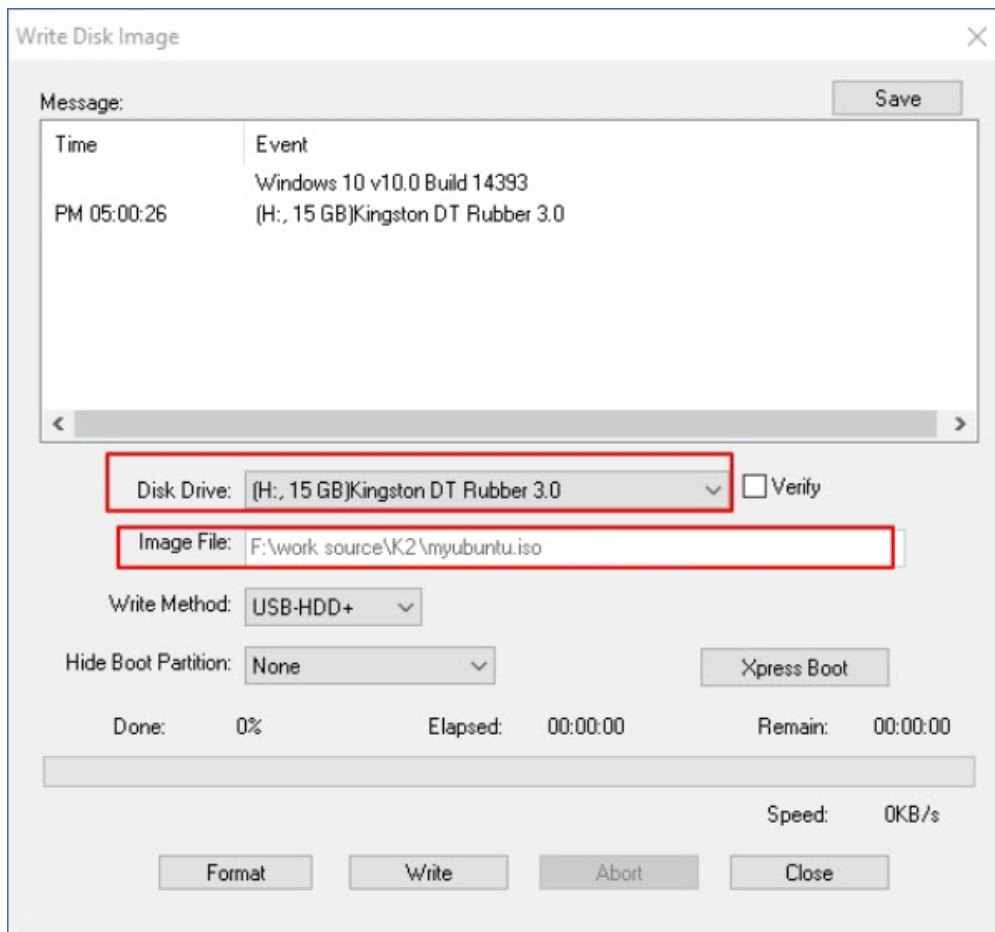 Write Disk Image
Message:
Save
Time Event
Windows 10 v10.0 Build 14393
PM 05:00:26 (H:, 15 GB)Kingston DT Rubber 3.0
Disk Drive: (H:, 15 GB)Kingston DT Rubber 3.0 Verify
Image File: F:\work source\K2\myubuntu.iso
Write Method: USB-HDD+
Hide Boot Partition: None Xpress Boot
Done: 0% Elapsed: 00:00:00 Remain: 00:00:00
Speed: 0KB/s
Format Write Abort Close